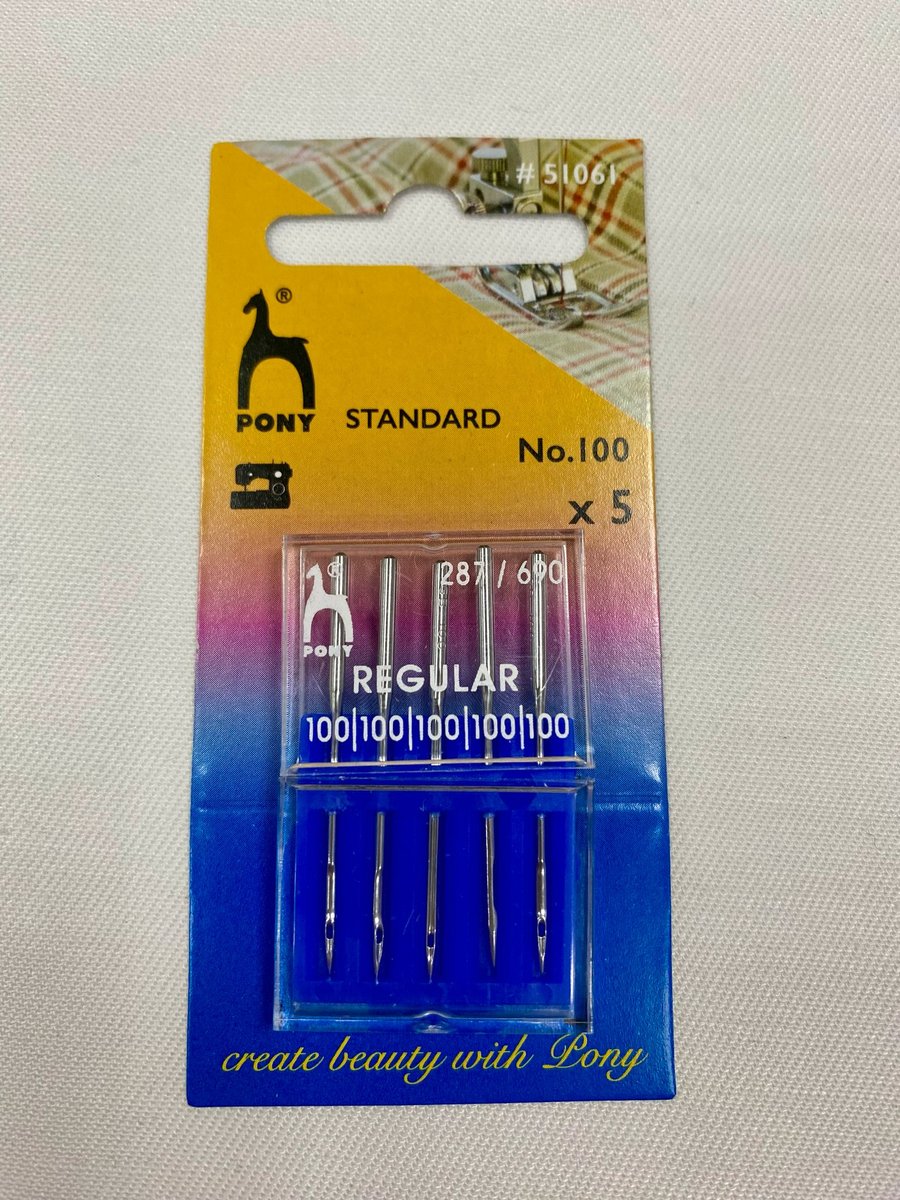 # 51061
®
PONY
STANDARD
No.100
x 5
®
287 / 690
PONY
REGULAR
100|100|100|100|100
create beauty with Pony